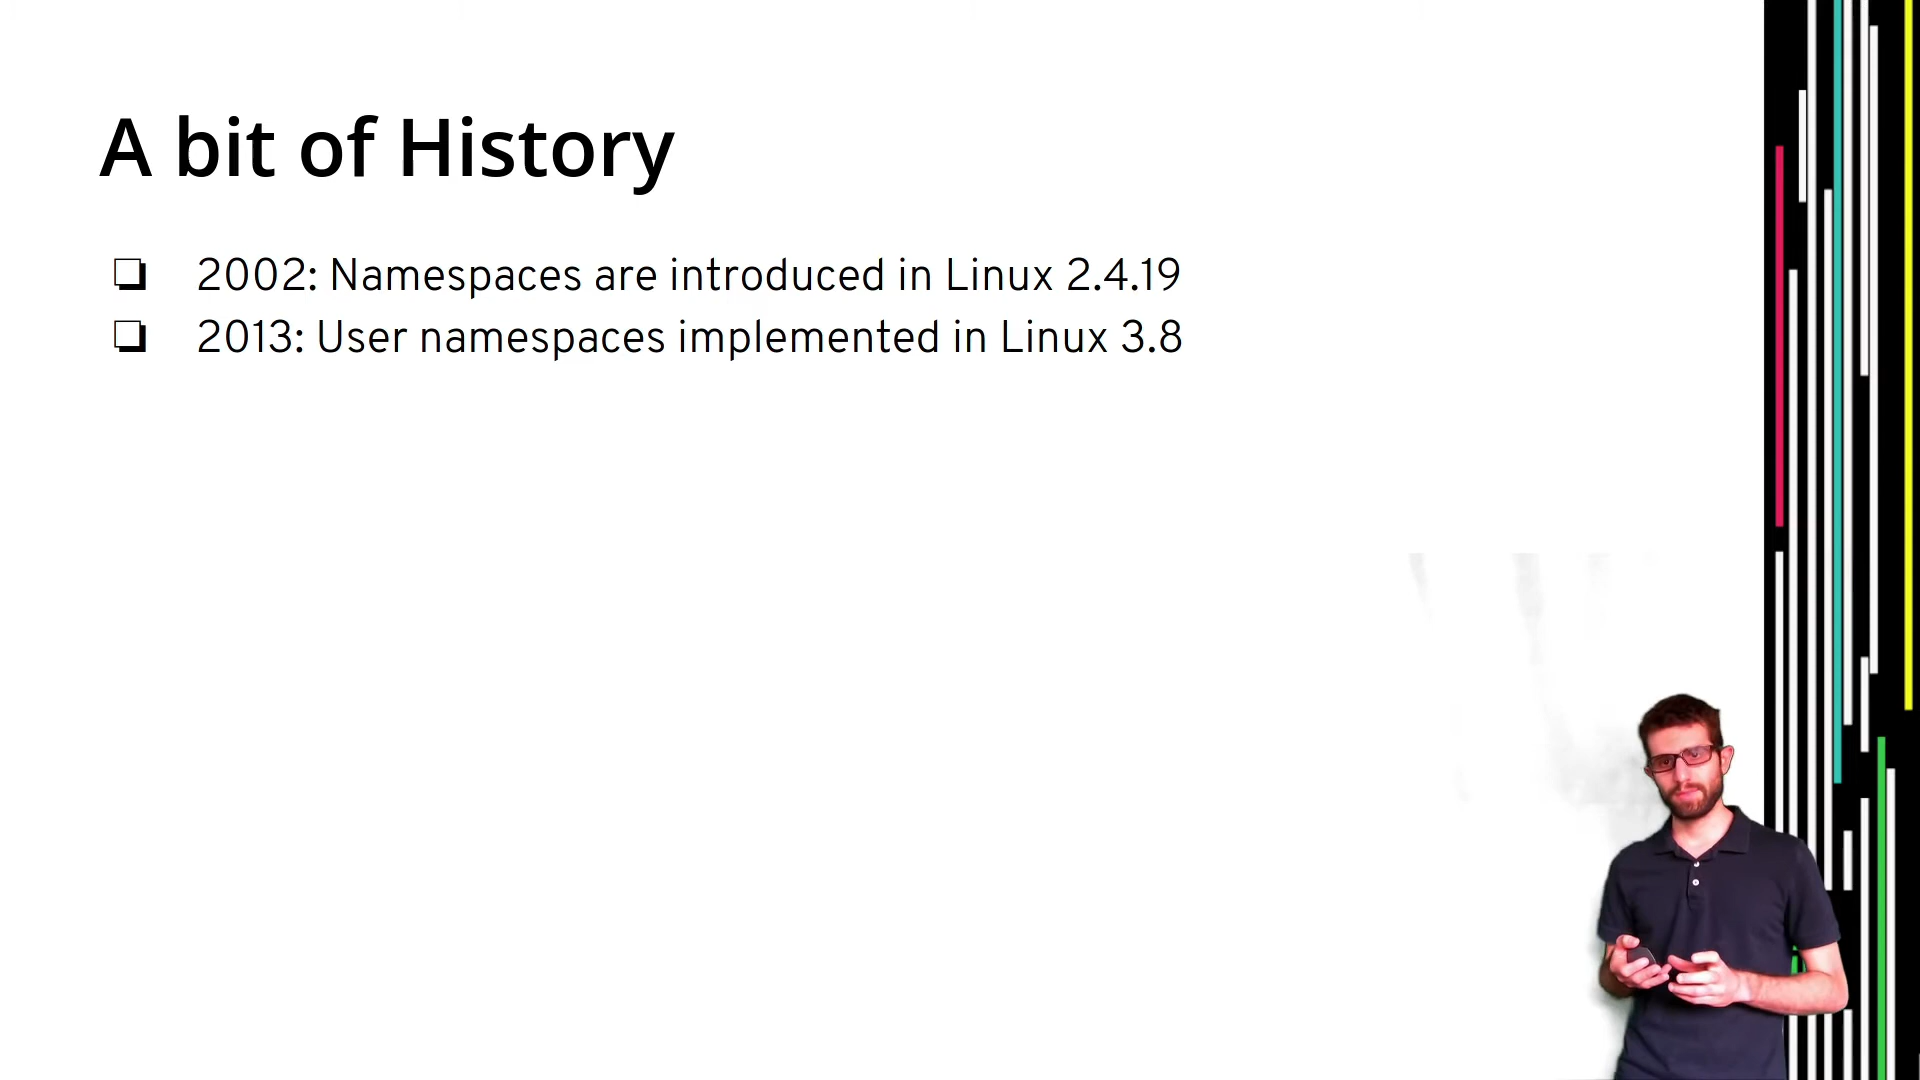 A bit of History
❏ 2002: Namespaces are introduced in Linux 2.4.19
❏ 2013: User namespaces implemented in Linux 3.8